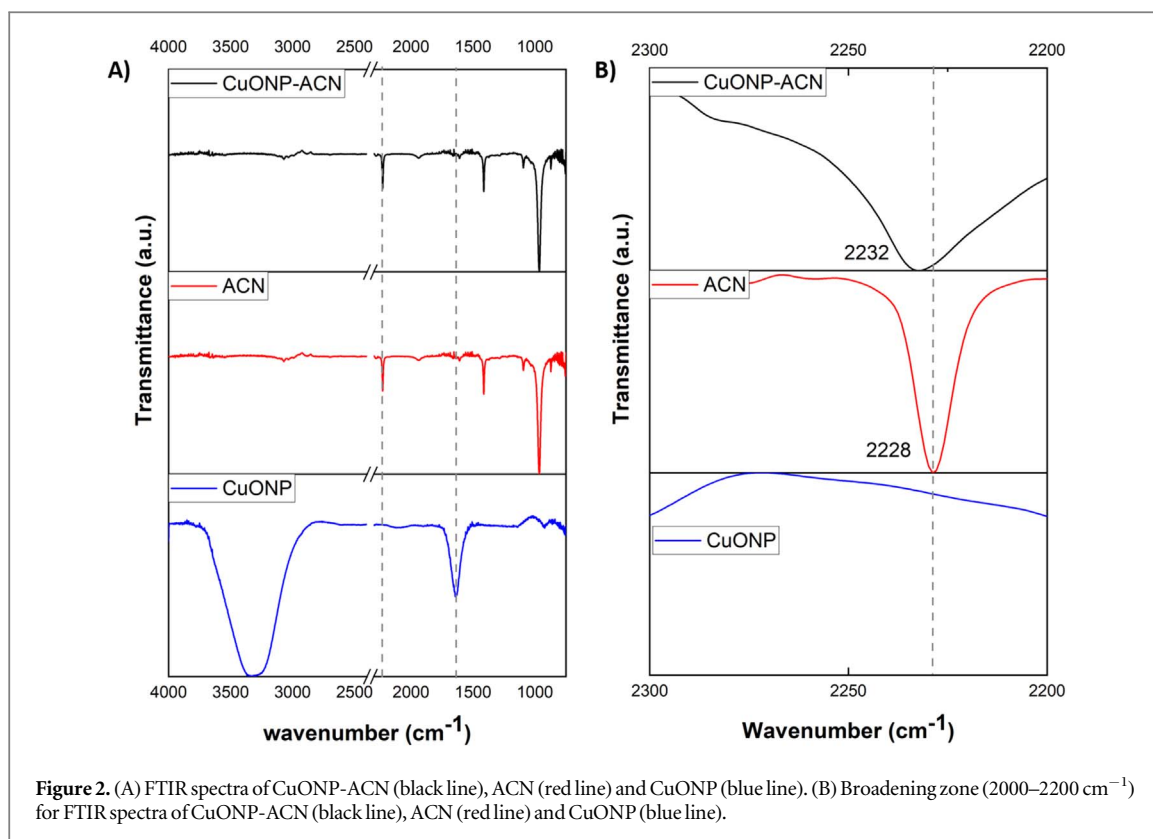 4000 3500 3000 2500 2000 1500 1000
A)
CuONP-ACN
ACN
CuONP
Transmittance (a.u.)
4000 3500 3000 2500 2000 1500 1000
wavenumber (cm⁻¹)
2300 2250 2200
B)
CuONP-ACN
2232
ACN
2228
CuONP
Transmittance (a.u.)
2300 2250 2200
Wavenumber (cm⁻¹)
Figure 2. (A) FTIR spectra of CuONP-ACN (black line), ACN (red line) and CuONP (blue line). (B) Broadening zone (2000–2200 cm⁻¹)
for FTIR spectra of CuONP-ACN (black line), ACN (red line) and CuONP (blue line).